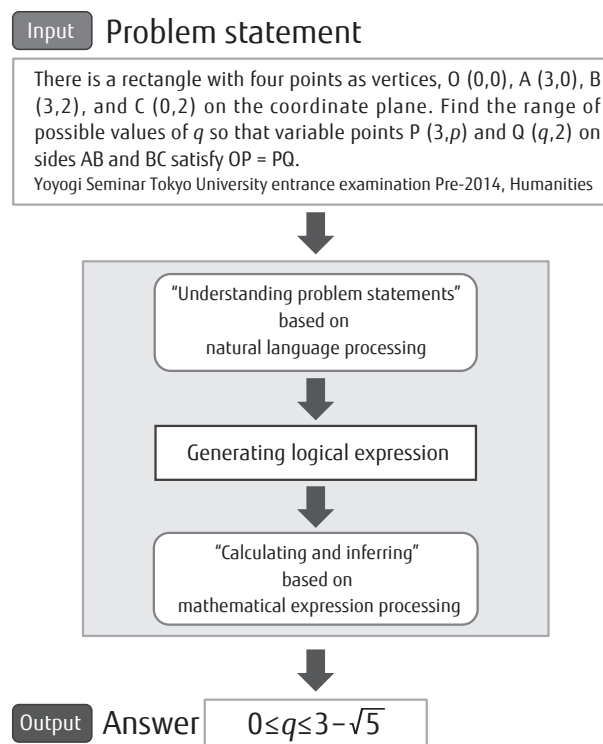 Input Problem statement
There is a rectangle with four points as vertices, O (0,0), A (3,0), B
(3,2), and C (0,2) on the coordinate plane. Find the range of
possible values of q so that variable points P (3,p) and Q (q,2) on
sides AB and BC satisfy OP = PQ.
Yoyogi Seminar Tokyo University entrance examination Pre-2014, Humanities
“Understanding problem statements”
based on
natural language processing
Generating logical expression
“Calculating and inferring”
based on
mathematical expression processing
Output Answer 0≤q≤3−√5